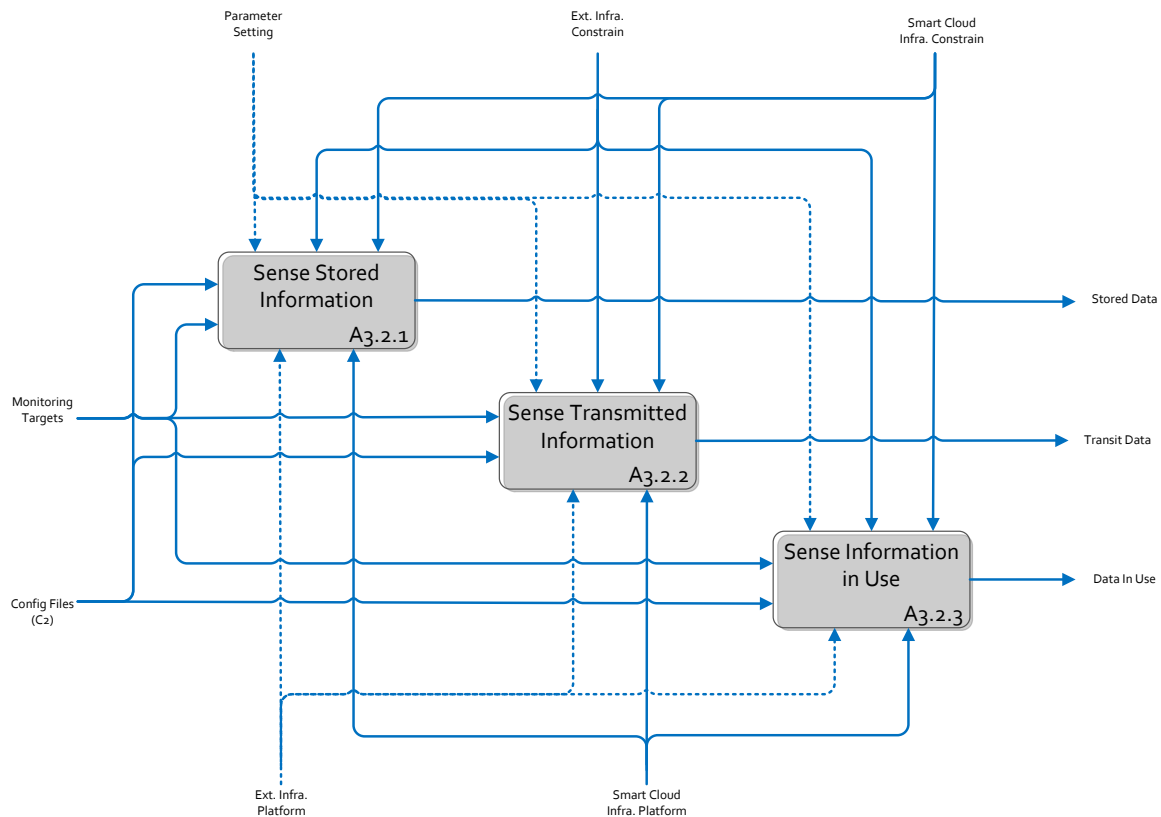 Parameter
Setting
Ext. Infra.
Constrain
Smart Cloud
Infra. Constrain
Sense Stored
Information
A3.2.1
Stored Data
Monitoring
Targets
Sense Transmitted
Information
A3.2.2
Transit Data
Sense Information
in Use
A3.2.3
Data In Use
Config Files
(C2)
Ext. Infra.
Platform
Smart Cloud
Infra. Platform